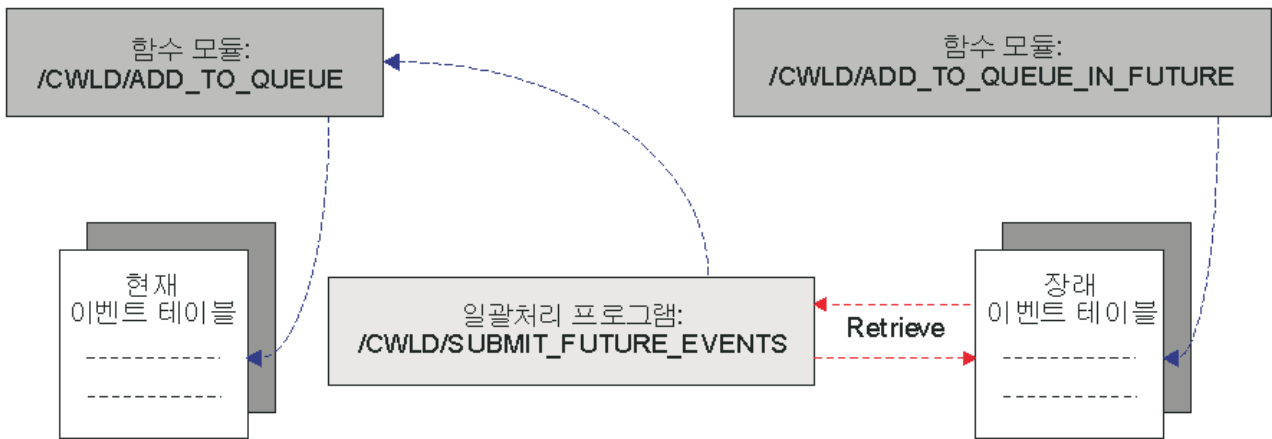 함수 모듈:
/CWLD/ADD_TO_QUEUE
함수 모듈:
/CWLD/ADD_TO_QUEUE_IN_FUTURE
현재
이벤트 테이블
일괄처리 프로그램:
/CWLD/SUBMIT_FUTURE_EVENTS
Retrieve
장래
이벤트 테이블